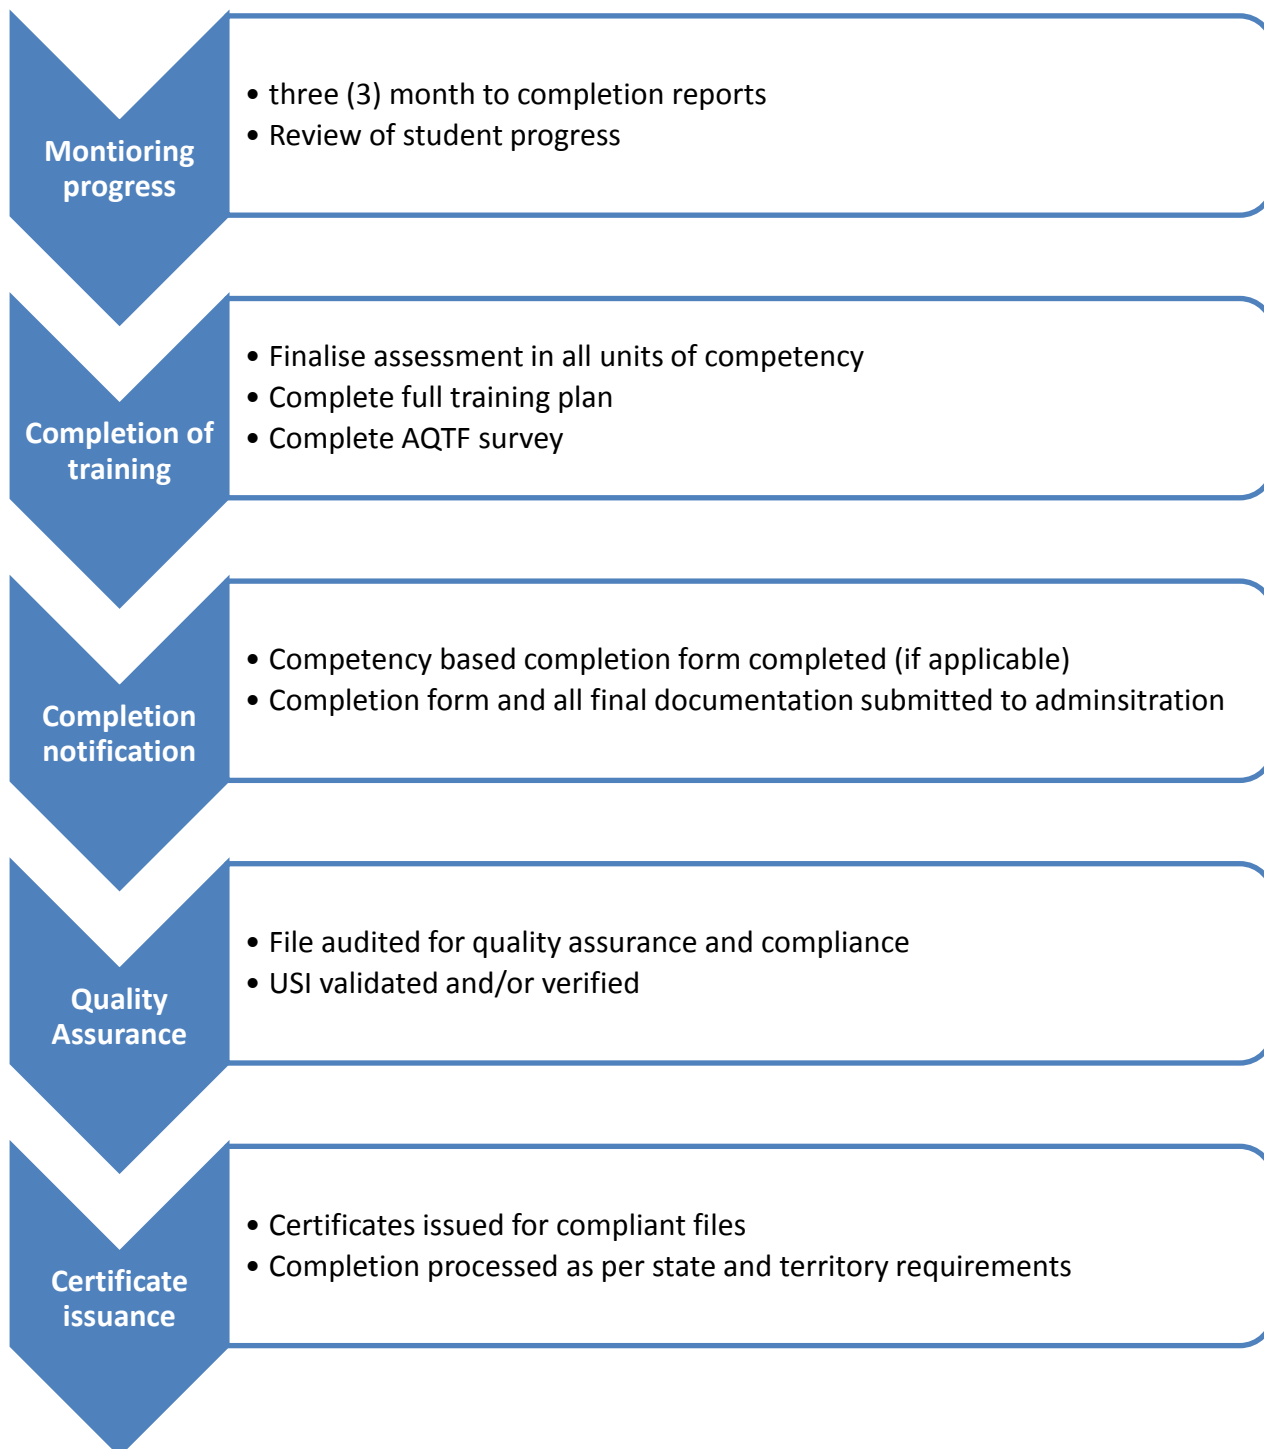 Montioring
progress
• three (3) month to completion reports
• Review of student progress
Completion of
training
• Finalise assessment in all units of competency
• Complete full training plan
• Complete AQTF survey
Completion
notification
• Competency based completion form completed (if applicable)
• Completion form and all final documentation submitted to adminsitration
Quality
Assurance
• File audited for quality assurance and compliance
• USI validated and/or verified
Certificate
issuance
• Certificates issued for compliant files
• Completion processed as per state and territory requirements